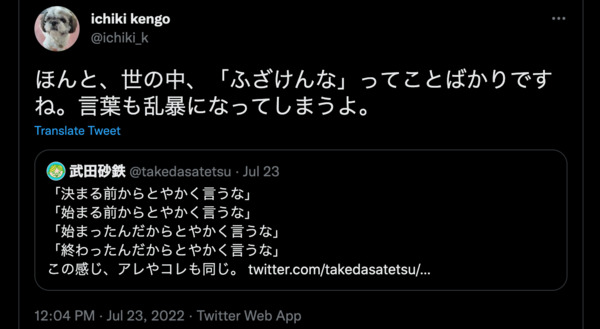 ichiki kengo
@ichiki_k
ほんと、世の中、「ふざけんな」ってことばかりです
ね。言葉も乱暴になってしまうよ。
Translate Tweet
武田砂鉄 @takedasatetsu · Jul 23
「決まる前からとやかく言うな」
「始まる前からとやかく言うな」
「始まったんだからとやかく言うな」
「終わったんだからとやかく言うな」
この感じ、アレやコレも同じ。 twitter.com/takedasatetsu/...
12:04 PM · Jul 23, 2022 · Twitter Web App